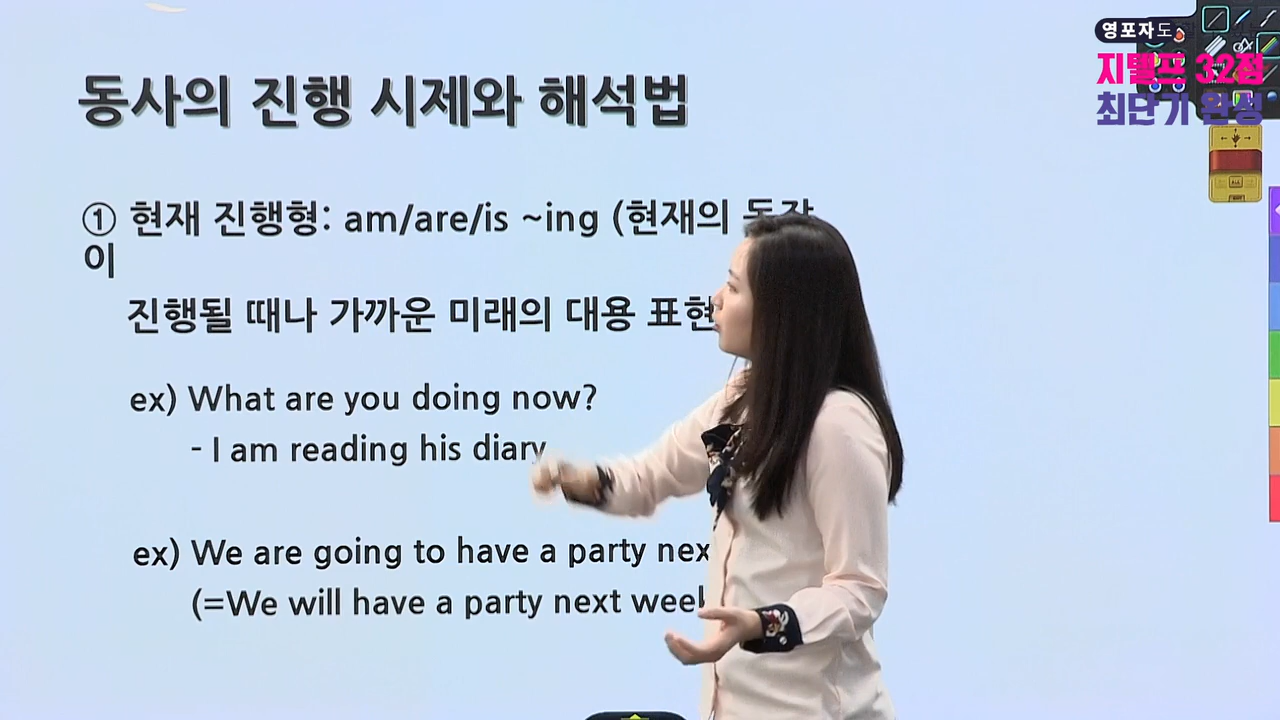 영포자도
지텔프 32점
최단기 완성
동사의 진행 시제와 해석법
① 현재 진행형: am/are/is ~ing (현재의 동작
이
진행될 때나 가까운 미래의 대용 표현
ex) What are you doing now?
- I am reading his diary
ex) We are going to have a party
(=We will have a party next week